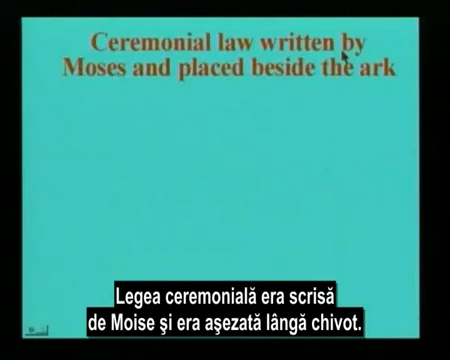 Ceremonial law written by
Moses and placed beside the ark
Legea ceremonială era scrisă
de Moise şi era aşezată lângă chivot.